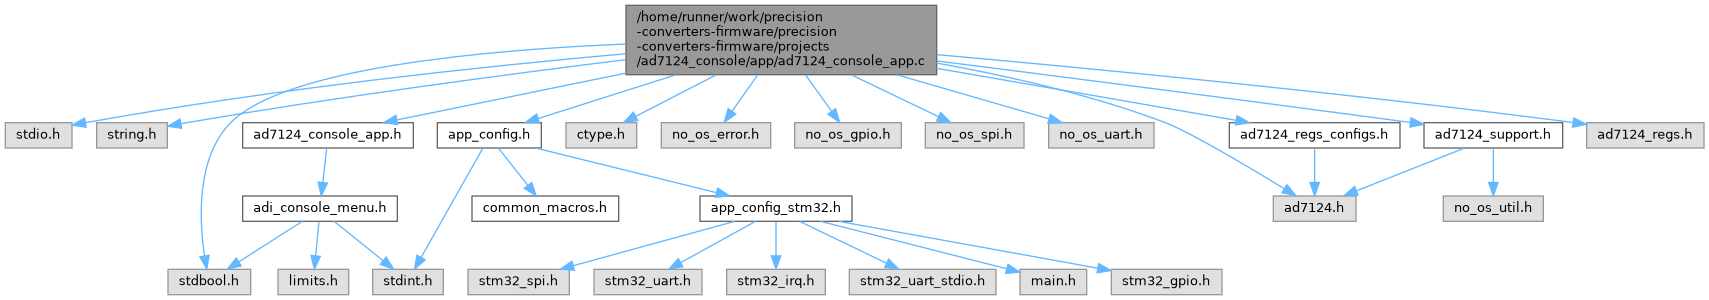 /home/runner/work/precision
-converters-firmware/precision
-converters-firmware/projects
/ad7124_console/app/ad7124_console_app.c
stdio.h
string.h
ad7124_console_app.h
app_config.h
ctype.h
no_os_error.h
no_os_gpio.h
no_os_spi.h
no_os_uart.h
ad7124_regs_configs.h
ad7124_support.h
ad7124_regs.h
adi_console_menu.h
common_macros.h
app_config_stm32.h
ad7124.h
no_os_util.h
stdbool.h
limits.h
stdint.h
stm32_spi.h
stm32_uart.h
stm32_irq.h
stm32_uart_stdio.h
main.h
stm32_gpio.h